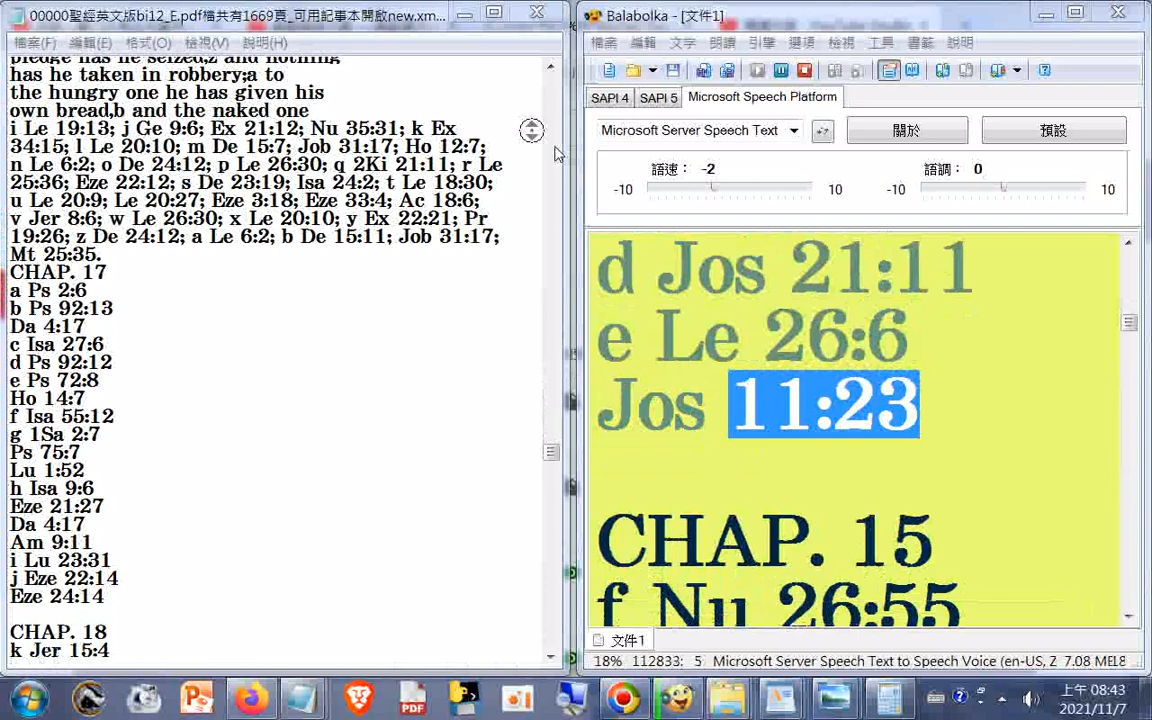 00000聖經英文版bi12_E.pdf檔共有1669頁_可用記事本開啟new.xm...
檔案(F) 編輯(E) 格式(O) 檢視(V) 說明(H)
pledge has he seized,z and nothing
has he taken in robbery;a to
the hungry one he has given his
own bread,b and the naked one
i Le 19:13; j Ge 9:6; Ex 21:12; Nu 35:31; k Ex
34:15; l Le 20:10; m De 15:7; Job 31:17; Ho 12:7;
n Le 6:2; o De 24:12; p Le 26:30; q 2Ki 21:11; r Le
25:36; Eze 22:12; s De 23:19; Isa 24:2; t Le 18:30;
u Le 20:9; Le 20:27; Eze 3:18; Eze 33:4; Ac 18:6;
v Jer 8:6; w Le 26:30; x Le 20:10; y Ex 22:21; Pr
19:26; z De 24:12; a Le 6:2; b De 15:11; Job 31:17;
Mt 25:35.
CHAP. 17
a Ps 2:6
b Ps 92:13
Da 4:17
c Isa 27:6
d Ps 92:12
e Ps 72:8
Ho 14:7
f Isa 55:12
g 1Sa 2:7
Ps 75:7
Lu 1:52
h Isa 9:6
Eze 21:27
Da 4:17
Am 9:11
i Lu 23:31
j Eze 22:14
Eze 24:14
CHAP. 18
k Jer 15:4
Balabolka - [文件1]
檔案 編輯 文字 朗讀 引擎 選項 檢視 工具 書籤 說明
SAPI 4 SAPI 5 Microsoft Speech Platform
Microsoft Server Speech Text 關於 預設
語速: -2 語調: 0
-10 10 -10 10
d Jos 21:11
e Le 26:6
Jos 11:23
CHAP. 15
f Nu 26:55
文件1
18% 112833: 5 Microsoft Server Speech Text to Speech Voice (en-US, Z 7.08 MEL8
上午 08:43
2021/11/7